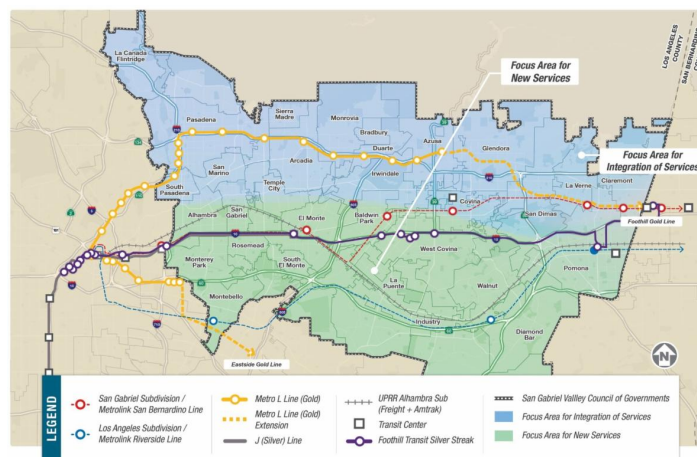 LOS ANGELES
COUNTY
SAN BERNARDINO
La Cañada
Flintridge
Focus Area for
New Services
Pasadena
Sierra
Madre
Monrovia
Bradbury
Duarte
Azusa
Glendora
Focus Area for
Integration of Services
San
Marino
Arcadia
Irwindale
Temple
City
South
Pasadena
La Verne
Claremont
Alhambra
San
Gabriel
El Monte
Baldwin
Park
Covina
San Dimas
Foothill Gold Line
Rosemead
West Covina
Monterey
Park
South
El Monte
La
Puente
Walnut
Pomona
Montebello
Industry
Diamond
Bar
Eastside Gold Line
N
LEGEND
San Gabriel Subdivision /
Metrolink San Bernardino Line
Los Angeles Subdivision /
Metrolink Riverside Line
Metro L Line (Gold)
Metro L Line (Gold)
Extension
J (Silver) Line
UPRR Alhambra Sub
(Freight + Amtrak)
Transit Center
Foothill Transit Silver Streak
San Gabriel Valley Council of Governments
Focus Area for Integration of Services
Focus Area for New Services